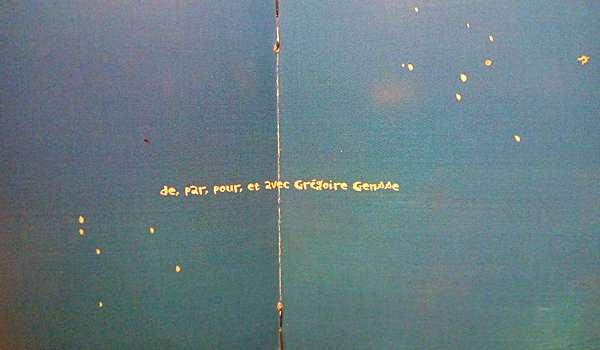 de, par, pour, et avec Grégoire Gensse